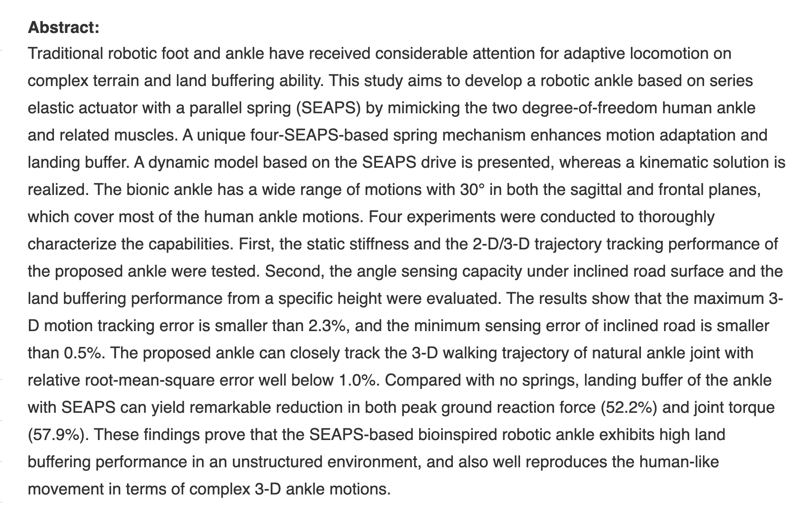 Abstract:
Traditional robotic foot and ankle have received considerable attention for adaptive locomotion on
complex terrain and land buffering ability. This study aims to develop a robotic ankle based on series
elastic actuator with a parallel spring (SEAPS) by mimicking the two degree-of-freedom human ankle
and related muscles. A unique four-SEAPS-based spring mechanism enhances motion adaptation and
landing buffer. A dynamic model based on the SEAPS drive is presented, whereas a kinematic solution is
realized. The bionic ankle has a wide range of motions with 30° in both the sagittal and frontal planes,
which cover most of the human ankle motions. Four experiments were conducted to thoroughly
characterize the capabilities. First, the static stiffness and the 2-D/3-D trajectory tracking performance of
the proposed ankle were tested. Second, the angle sensing capacity under inclined road surface and the
land buffering performance from a specific height were evaluated. The results show that the maximum 3-
D motion tracking error is smaller than 2.3%, and the minimum sensing error of inclined road is smaller
than 0.5%. The proposed ankle can closely track the 3-D walking trajectory of natural ankle joint with
relative root-mean-square error well below 1.0%. Compared with no springs, landing buffer of the ankle
with SEAPS can yield remarkable reduction in both peak ground reaction force (52.2%) and joint torque
(57.9%). These findings prove that the SEAPS-based bioinspired robotic ankle exhibits high land
buffering performance in an unstructured environment, and also well reproduces the human-like
movement in terms of complex 3-D ankle motions.